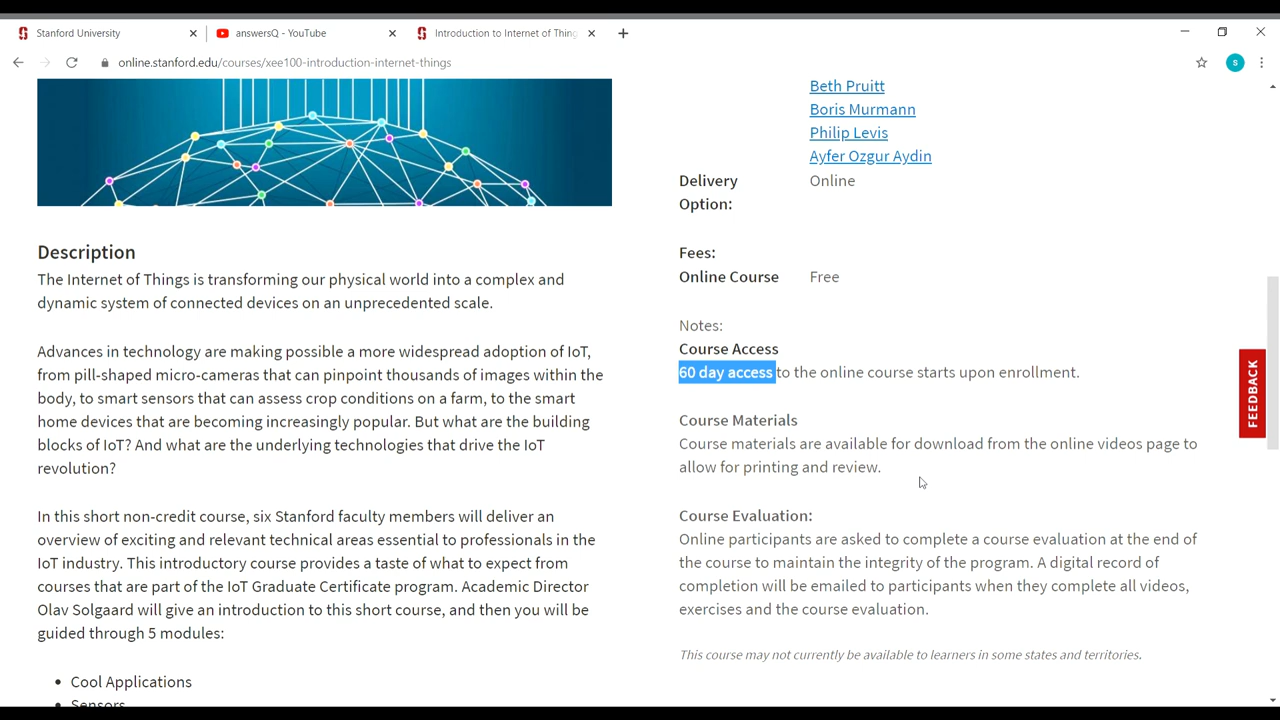 Stanford University
answersQ - YouTube
Introduction to Internet of Thing
online.stanford.edu/courses/xee100-introduction-internet-things
s
Description
The Internet of Things is transforming our physical world into a complex and
dynamic system of connected devices on an unprecedented scale.
Advances in technology are making possible a more widespread adoption of IoT,
from pill-shaped micro-cameras that can pinpoint thousands of images within the
body, to smart sensors that can assess crop conditions on a farm, to the smart
home devices that are becoming increasingly popular. But what are the building
blocks of IoT? And what are the underlying technologies that drive the IoT
revolution?
In this short non-credit course, six Stanford faculty members will deliver an
overview of exciting and relevant technical areas essential to professionals in the
IoT industry. This introductory course provides a taste of what to expect from
courses that are part of the IoT Graduate Certificate program. Academic Director
Olav Solgaard will give an introduction to this short course, and then you will be
guided through 5 modules:
• Cool Applications
• Sensors
Beth Pruitt
Boris Murmann
Philip Levis
Ayfer Ozgur Aydin
Delivery Online
Option:
Fees:
Online Course Free
Notes:
Course Access
60 day access to the online course starts upon enrollment.
Course Materials
Course materials are available for download from the online videos page to
allow for printing and review.
Course Evaluation:
Online participants are asked to complete a course evaluation at the end of
the course to maintain the integrity of the program. A digital record of
completion will be emailed to participants when they complete all videos,
exercises and the course evaluation.
This course may not currently be available to learners in some states and territories.
FEEDBACK